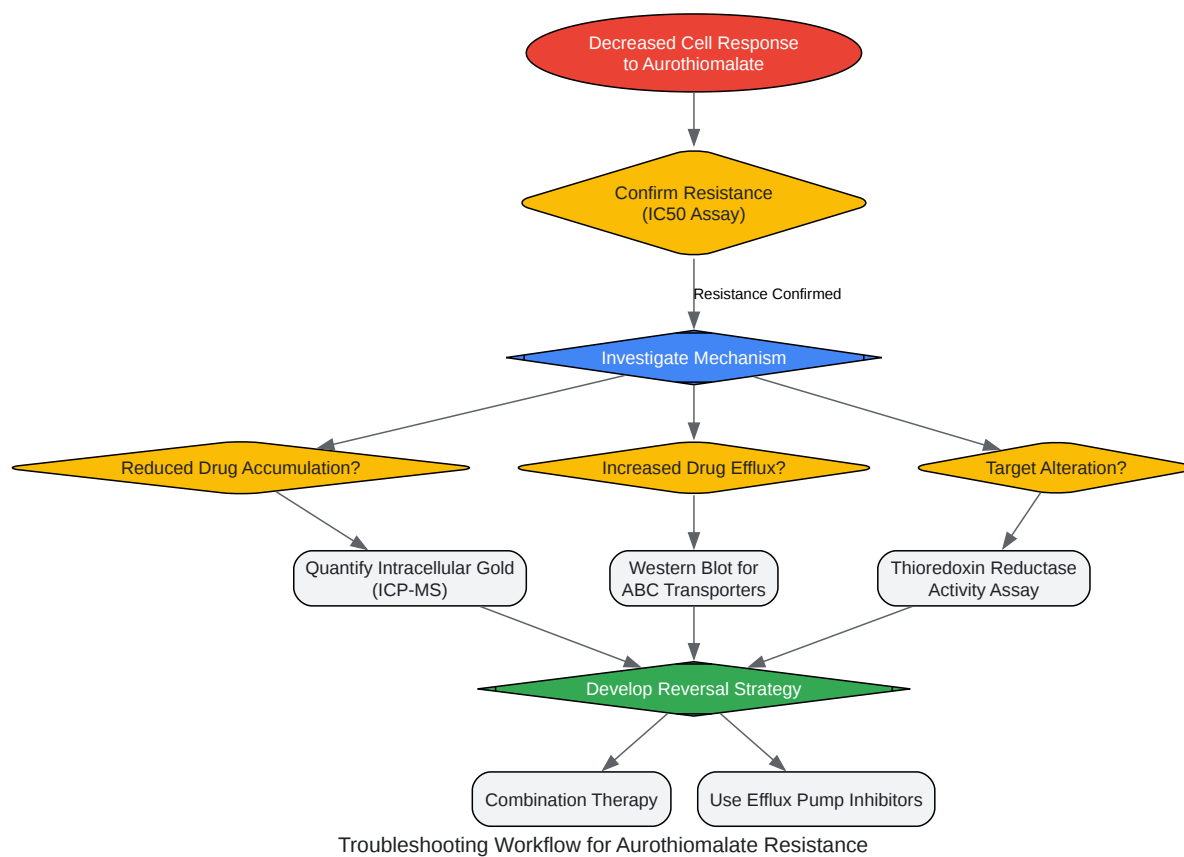 Decreased Cell Response
to Aurothiomalate
Confirm Resistance
(IC50 Assay)
Resistance Confirmed
Investigate Mechanism
Reduced Drug Accumulation?
Increased Drug Efflux?
Target Alteration?
Quantify Intracellular Gold
(ICP-MS)
Western Blot for
ABC Transporters
Thioredoxin Reductase
Activity Assay
Develop Reversal Strategy
Combination Therapy
Use Efflux Pump Inhibitors
Troubleshooting Workflow for Aurothiomalate Resistance